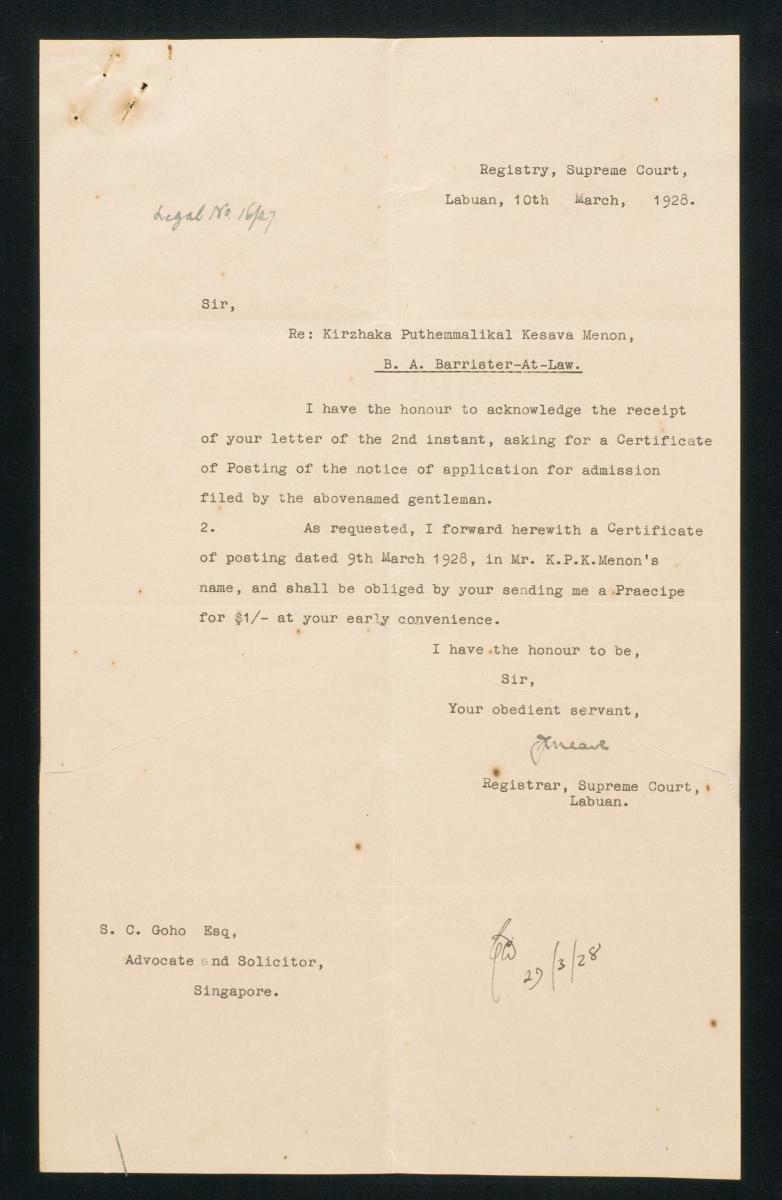 Registry, Supreme Court,
Labuan, 10th March, 1928.
Legal No. 16/27.
Sir,
Re: Kirzhaka Puthemmalikal Kesava Menon,
B. A. Barrister-At-Law.
I have the honour to acknowledge the receipt
of your letter of the 2nd instant, asking for a Certificate
of Posting of the notice of application for admission
filed by the abovenamed gentleman.
2. As requested, I forward herewith a Certificate
of posting dated 9th March 1928, in Mr. K.P.K.Menon's
name, and shall be obliged by your sending me a Praecipe
for $1/- at your early convenience.
I have the honour to be,
Sir,
Your obedient servant,
Registrar, Supreme Court,
Labuan.
S. C. Goho Esq,
Advocate and Solicitor,
Singapore.
27/3/28